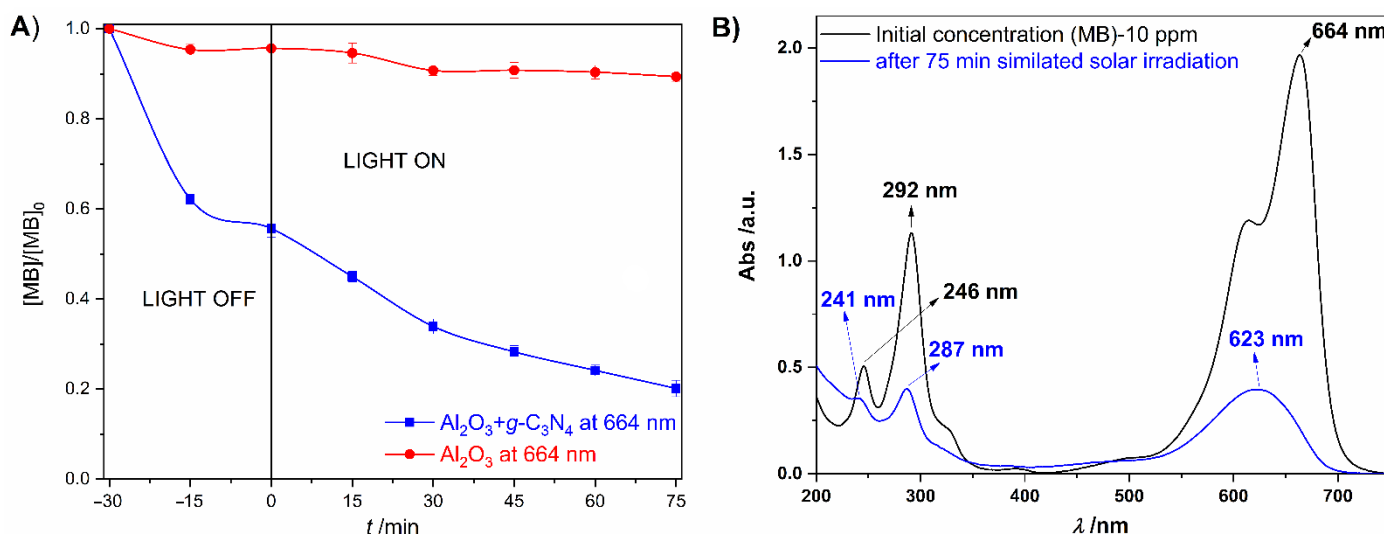 A)
[MB]/[MB]₀
1.0
0.8
0.6
0.4
0.2
0.0
LIGHT ON
LIGHT OFF
Al₂O₃+g-C₃N₄ at 664 nm
Al₂O₃ at 664 nm
−30
−15
0
15
30
45
60
75
t /min
B)
Abs /a.u.
2.0
1.5
1.0
0.5
0.0
Initial concentration (MB)-10 ppm
after 75 min similated solar irradiation
664 nm
292 nm
241 nm
246 nm
287 nm
623 nm
200
300
400
500
600
700
λ /nm